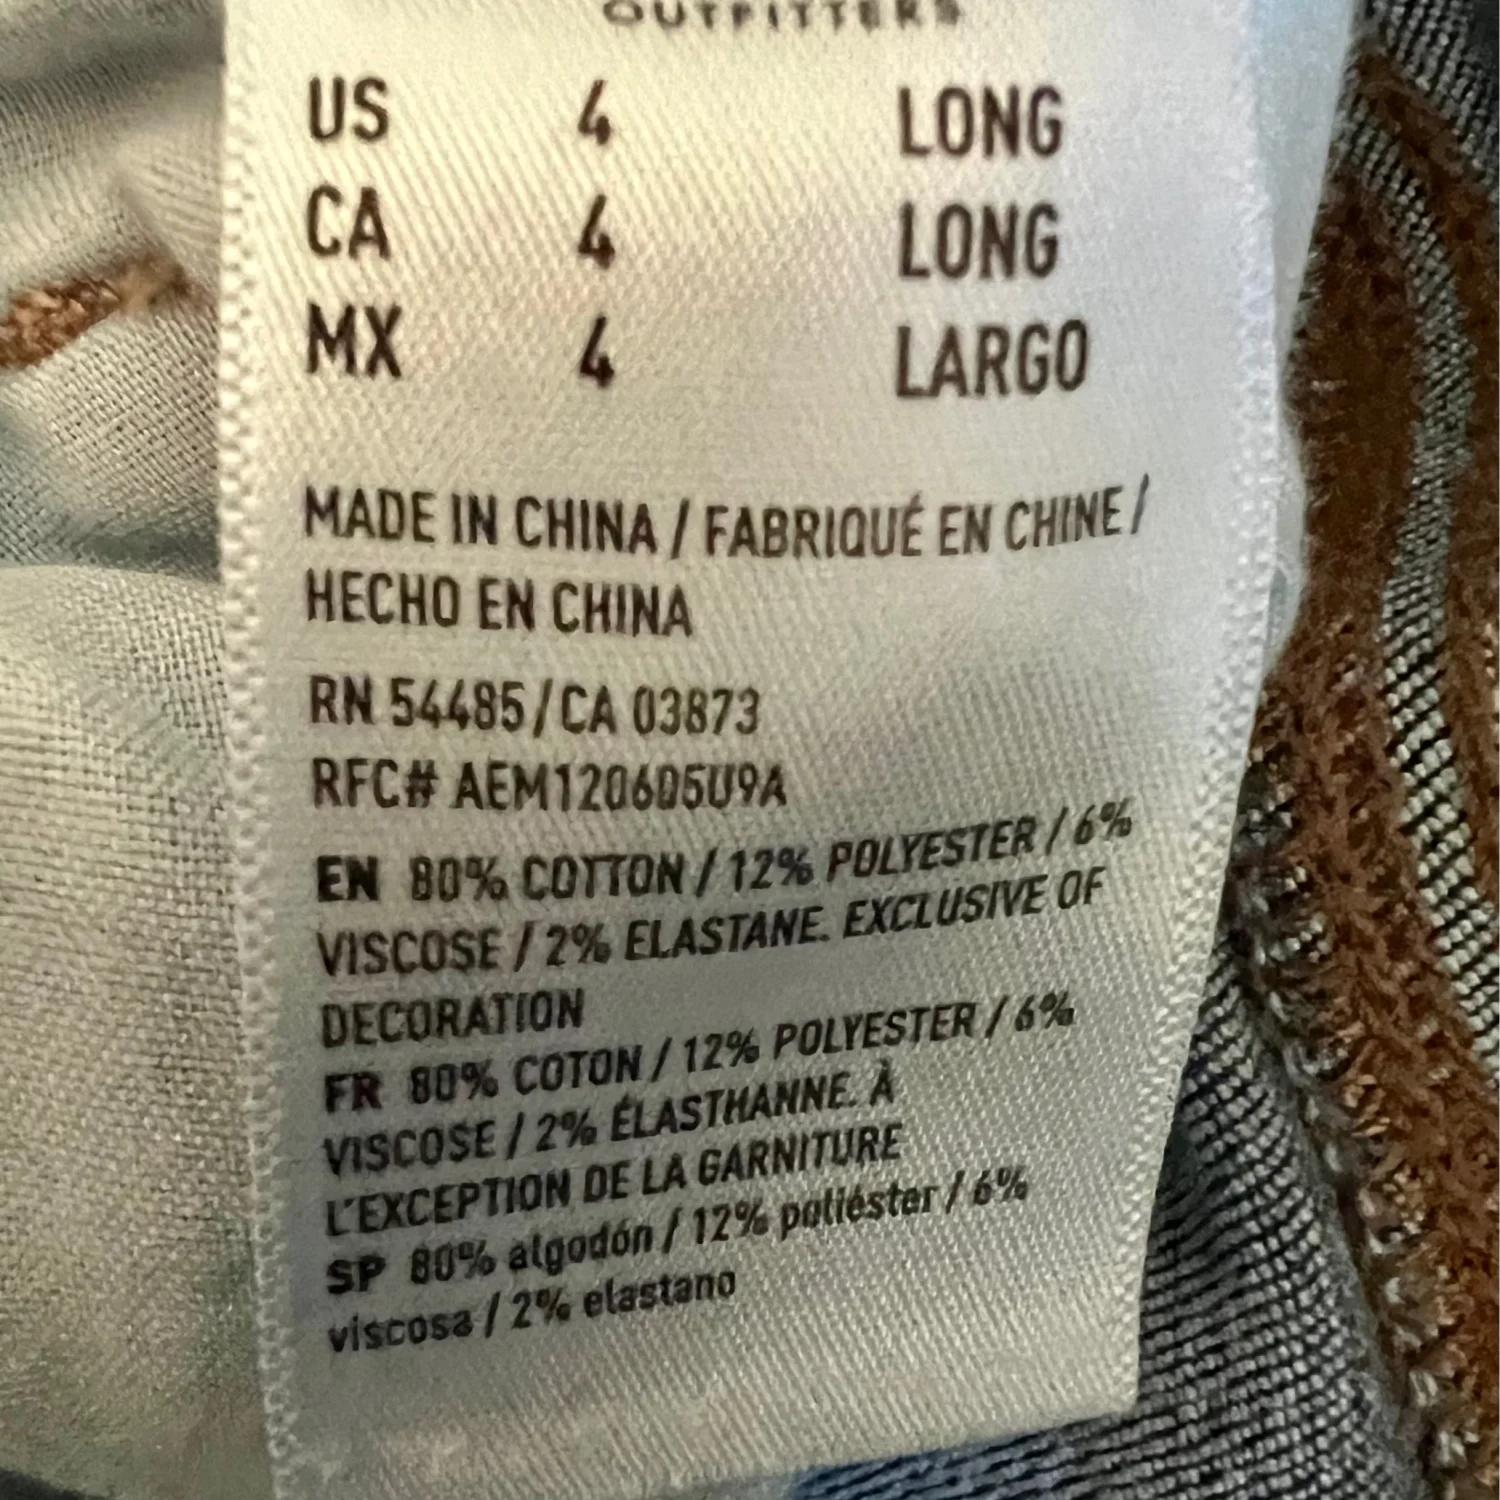 OUTFITTERS
US 4 LONG
CA 4 LONG
MX 4 LARGO
MADE IN CHINA / FABRIQUÉ EN CHINE /
HECHO EN CHINA
RN 54485 / CA 03873
RFC# AEM120605U9A
EN 80% COTTON / 12% POLYESTER / 6%
VISCOSE / 2% ELASTANE. EXCLUSIVE OF
DECORATION
FR 80% COTON / 12% POLYESTER / 6%
VISCOSE / 2% ÉLASTHANNE. À
L'EXCEPTION DE LA GARNITURE
SP 80% algodón / 12% poliéster / 6%
viscosa / 2% elastano